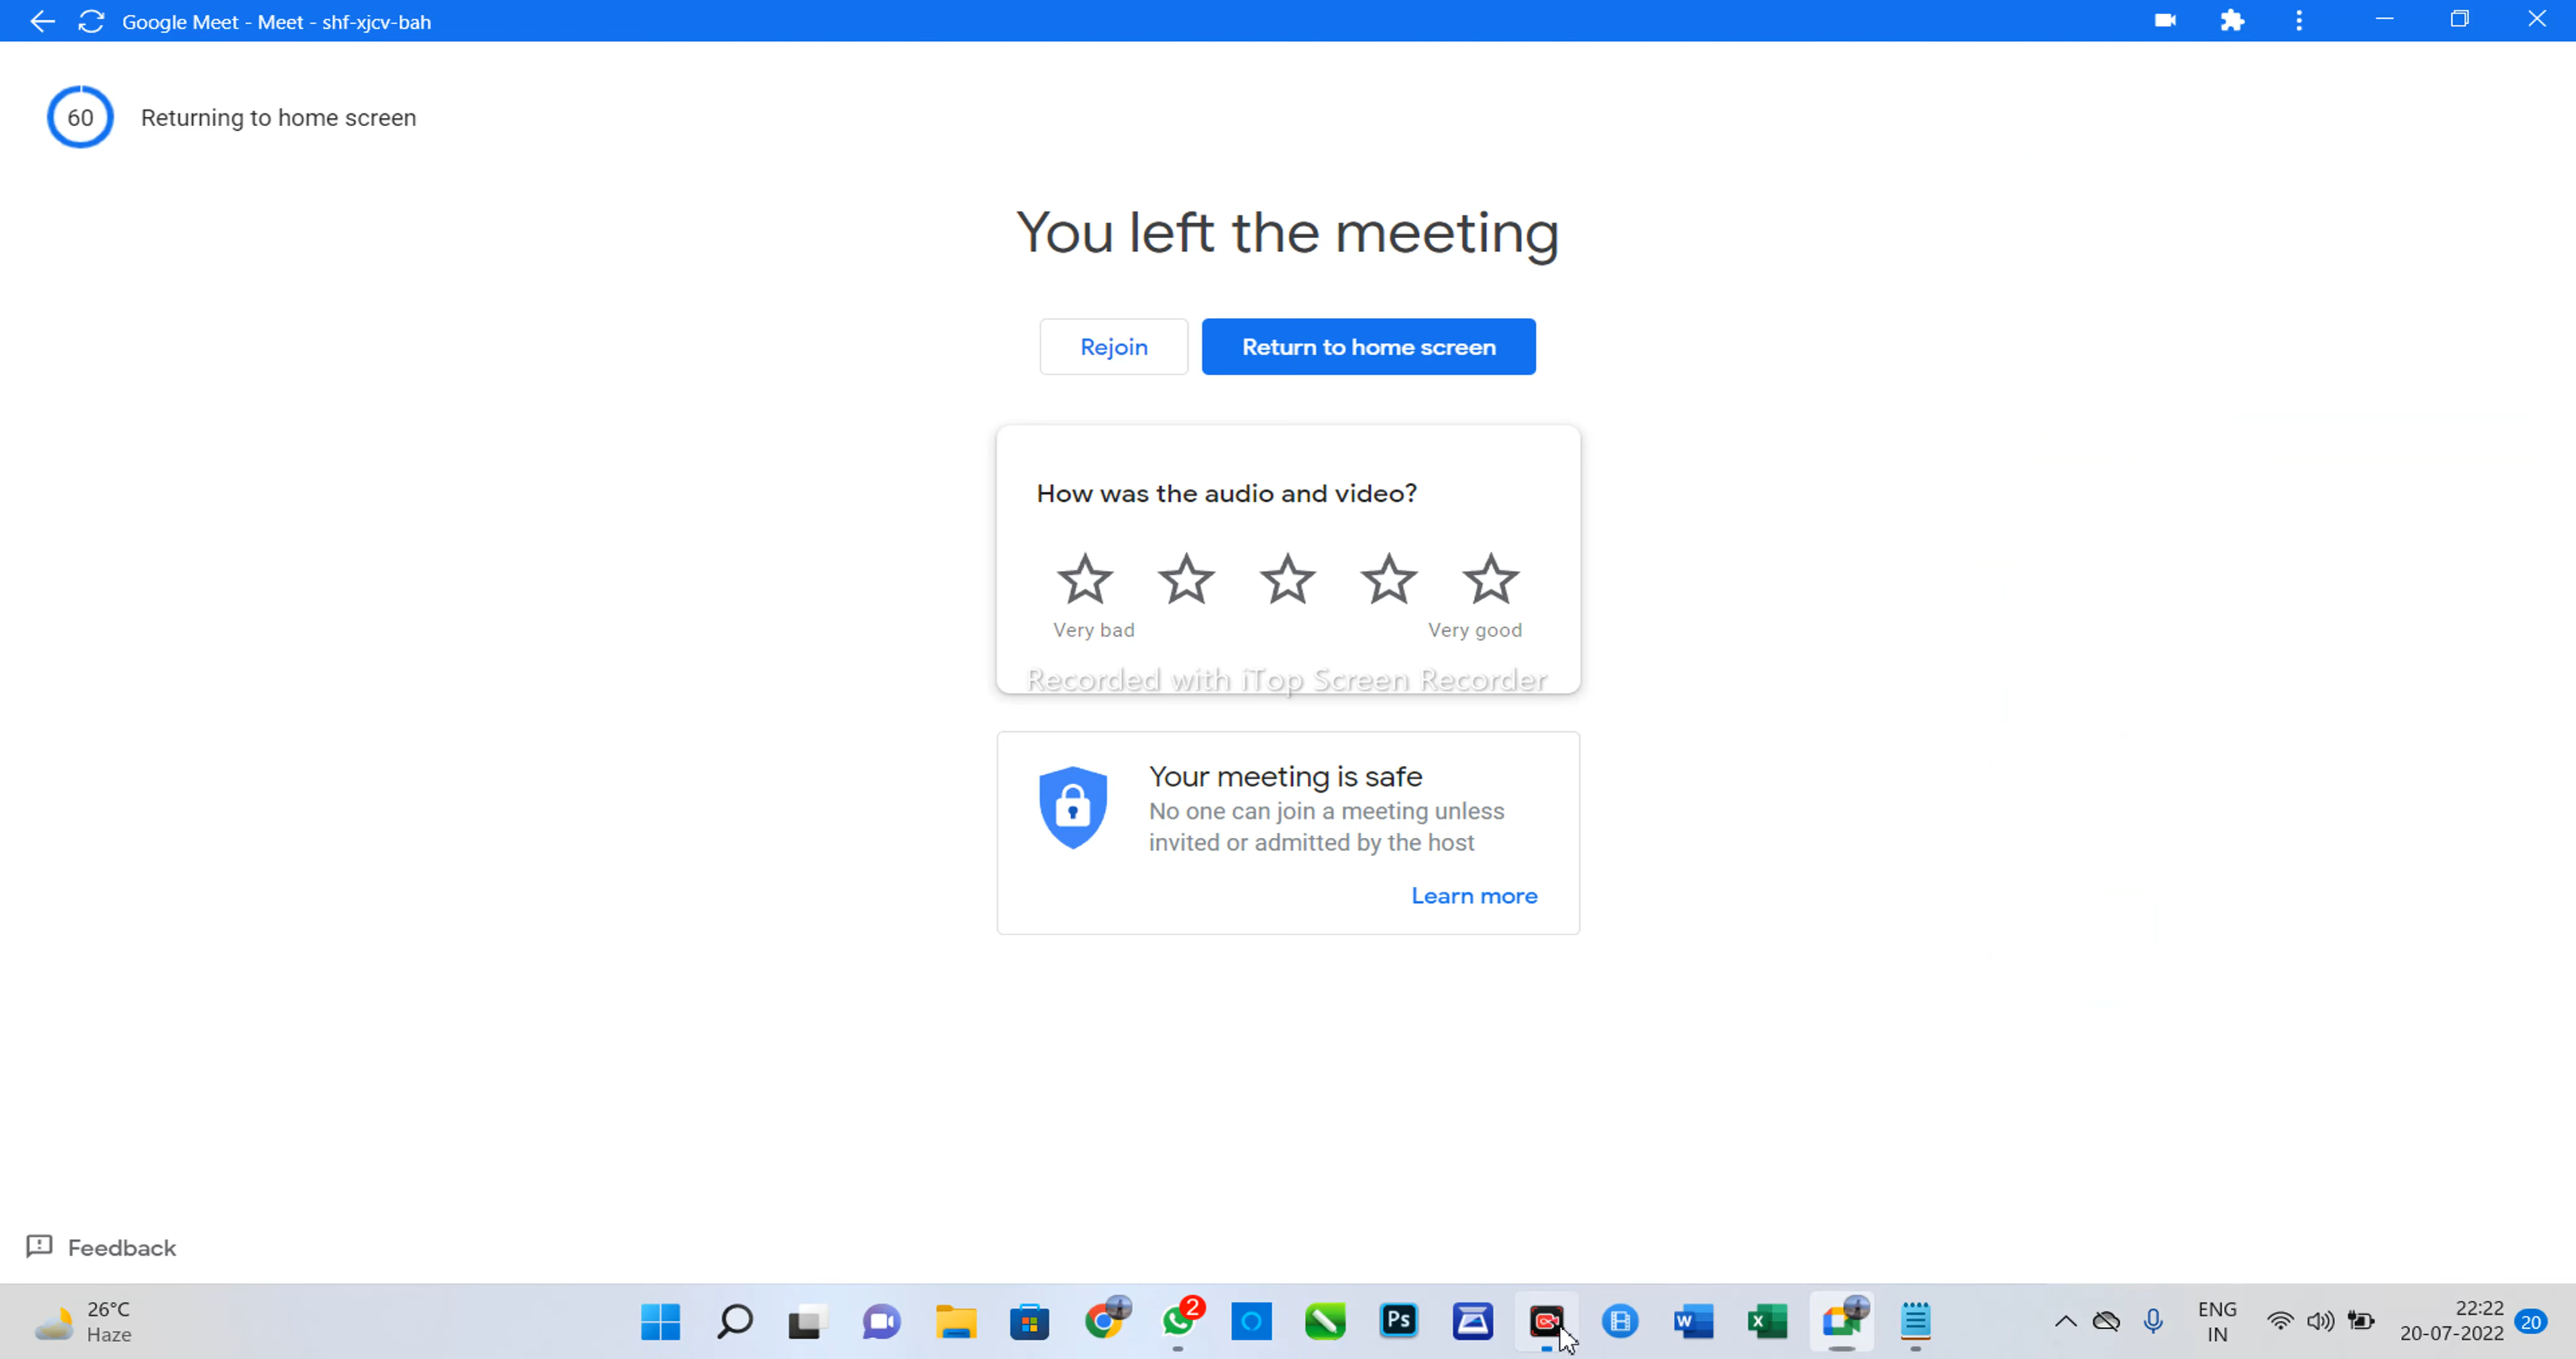 Google Meet - Meet - shf-xjcv-bah
60 Returning to home screen
You left the meeting
Rejoin Return to home screen
How was the audio and video?
Very bad Very good
Recorded with iTop Screen Recorder
Your meeting is safe
No one can join a meeting unless
invited or admitted by the host
Learn more
Feedback
26°C
Haze
2
Ps
W
X
ENG
IN
22:22
20-07-2022
20